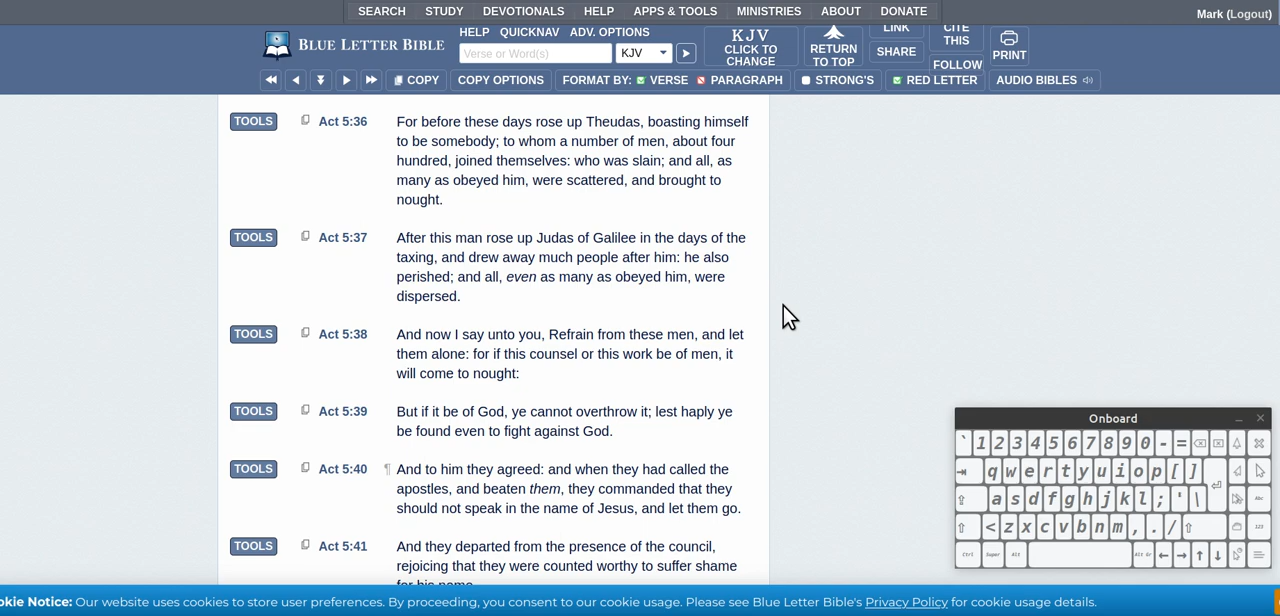 SEARCH STUDY DEVOTIONALS HELP APPS & TOOLS MINISTRIES ABOUT DONATE
Mark (Logout)
BLUE LETTER BIBLE
HELP QUICKNAV ADV. OPTIONS
Verse or Word(s) KJV
KJV
CLICK TO
CHANGE
RETURN
TO TOP
LINK
SHARE
CITE
THIS
FOLLOW
PRINT
COPY COPY OPTIONS FORMAT BY: VERSE PARAGRAPH STRONG'S RED LETTER AUDIO BIBLES
TOOLS Act 5:36 For before these days rose up Theudas, boasting himself
to be somebody; to whom a number of men, about four
hundred, joined themselves: who was slain; and all, as
many as obeyed him, were scattered, and brought to
nought.
TOOLS Act 5:37 After this man rose up Judas of Galilee in the days of the
taxing, and drew away much people after him: he also
perished; and all, even as many as obeyed him, were
dispersed.
TOOLS Act 5:38 And now I say unto you, Refrain from these men, and let
them alone: for if this counsel or this work be of men, it
will come to nought:
TOOLS Act 5:39 But if it be of God, ye cannot overthrow it; lest haply ye
be found even to fight against God.
TOOLS Act 5:40 ¶ And to him they agreed: and when they had called the
apostles, and beaten them, they commanded that they
should not speak in the name of Jesus, and let them go.
TOOLS Act 5:41 And they departed from the presence of the council,
rejoicing that they were counted worthy to suffer shame
for his name.
Onboard
` 1 2 3 4 5 6 7 8 9 0 - =
q w e r t y u i o p [ ]
a s d f g h j k l ; ' \ Abc
< z x c v b n m , . / 123
Ctrl Super Alt Alt Gr
okie Notice: Our website uses cookies to store user preferences. By proceeding, you consent to our cookie usage. Please see Blue Letter Bible's Privacy Policy for cookie usage details.